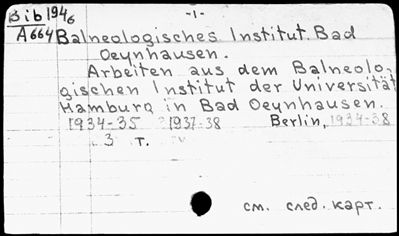 Bib 1946 -1-
A664 Balneologisches Institut. Bad
Oeynhausen.
Arbeiten aus dem Balneolo-
gischen Institut der Universität
Hamburg in Bad Oeynhausen.
1934-35 1937-38 Berlin, 1934-38
3 т.
см. след. карт.